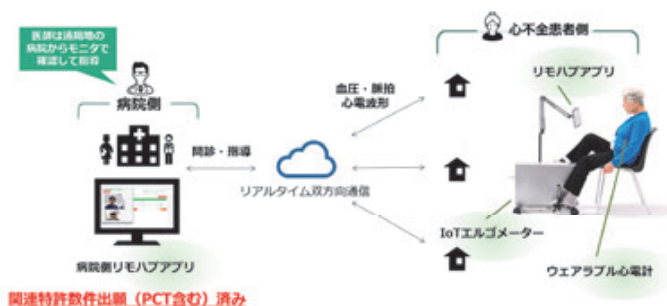 医師は遠隔地の
病院からモニタで
確認して指導
病院側
問診・指導
病院側リモハブアプリ
関連特許数件出願（PCT含む）済み
リアルタイム双方向通信
血圧・脈拍
心電波形
心不全患者側
リモハブアプリ
IoTエルゴメーター
ウェアラブル心電計